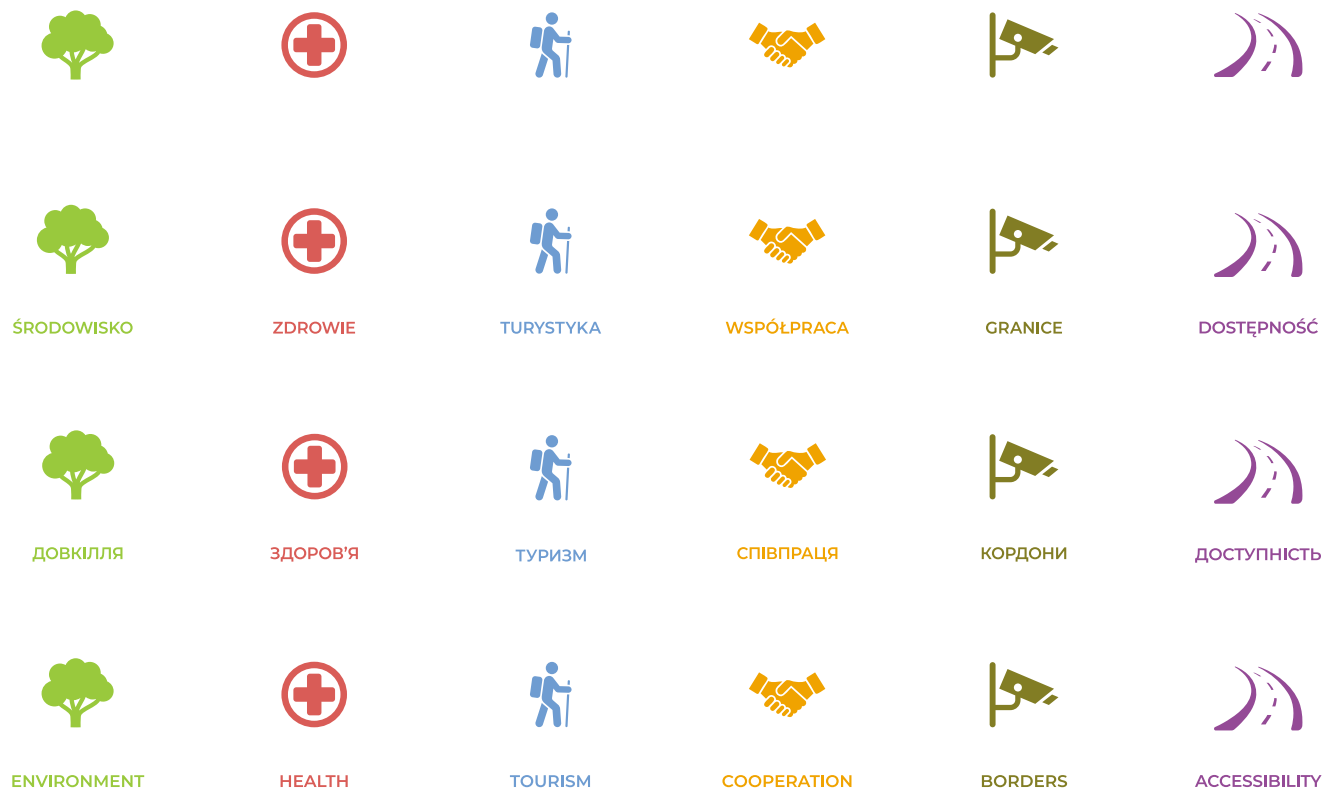 ŚRODOWISKO ZDROWIE TURYSTYKA WSPÓŁPRACA GRANICE DOSTĘPNOŚĆ
ДОВКІЛЛЯ ЗДОРОВ'Я ТУРИЗМ СПІВПРАЦЯ КОРДОНИ ДОСТУПНІСТЬ
ENVIRONMENT HEALTH TOURISM COOPERATION BORDERS ACCESSIBILITY